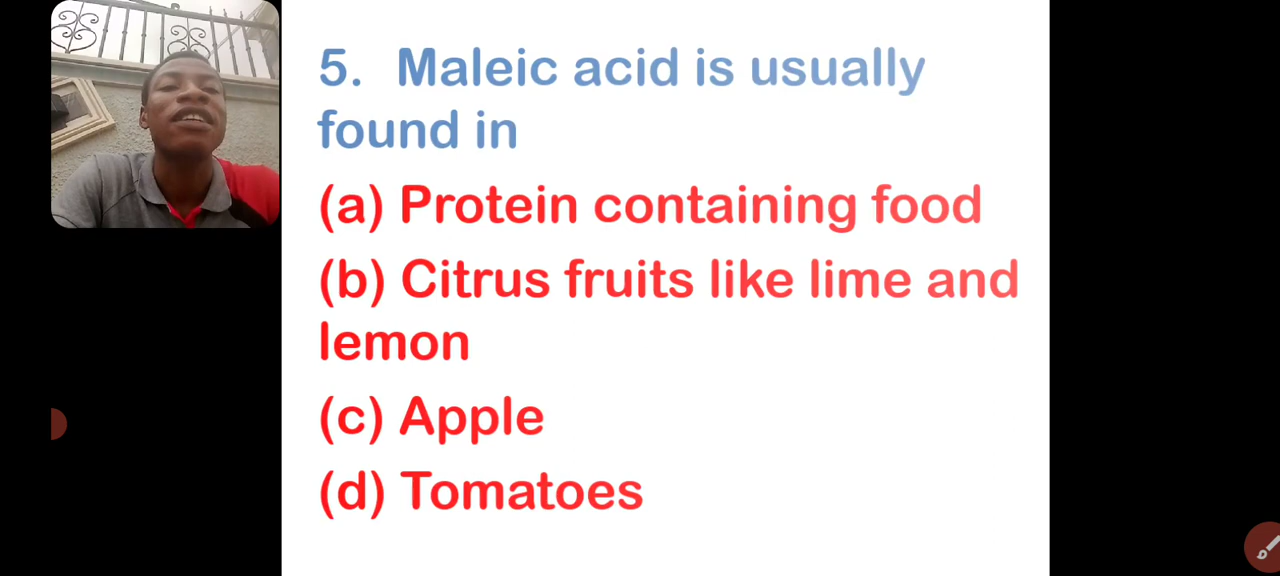 5. Maleic acid is usually
found in
(a) Protein containing food
(b) Citrus fruits like lime and
lemon
(c) Apple
(d) Tomatoes